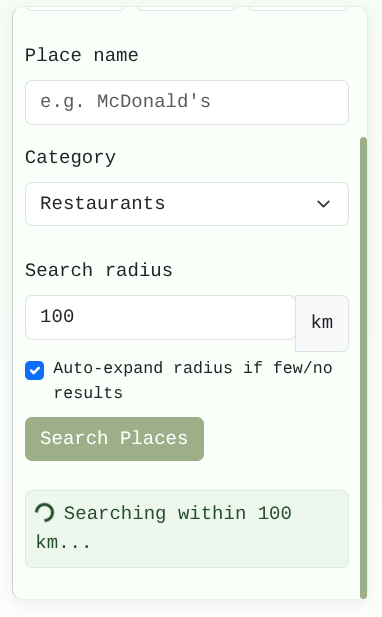 Place name
e.g. McDonald's
Category
Restaurants
Search radius
100
km
Auto-expand radius if few/no
results
Search Places
Searching within 100
km...